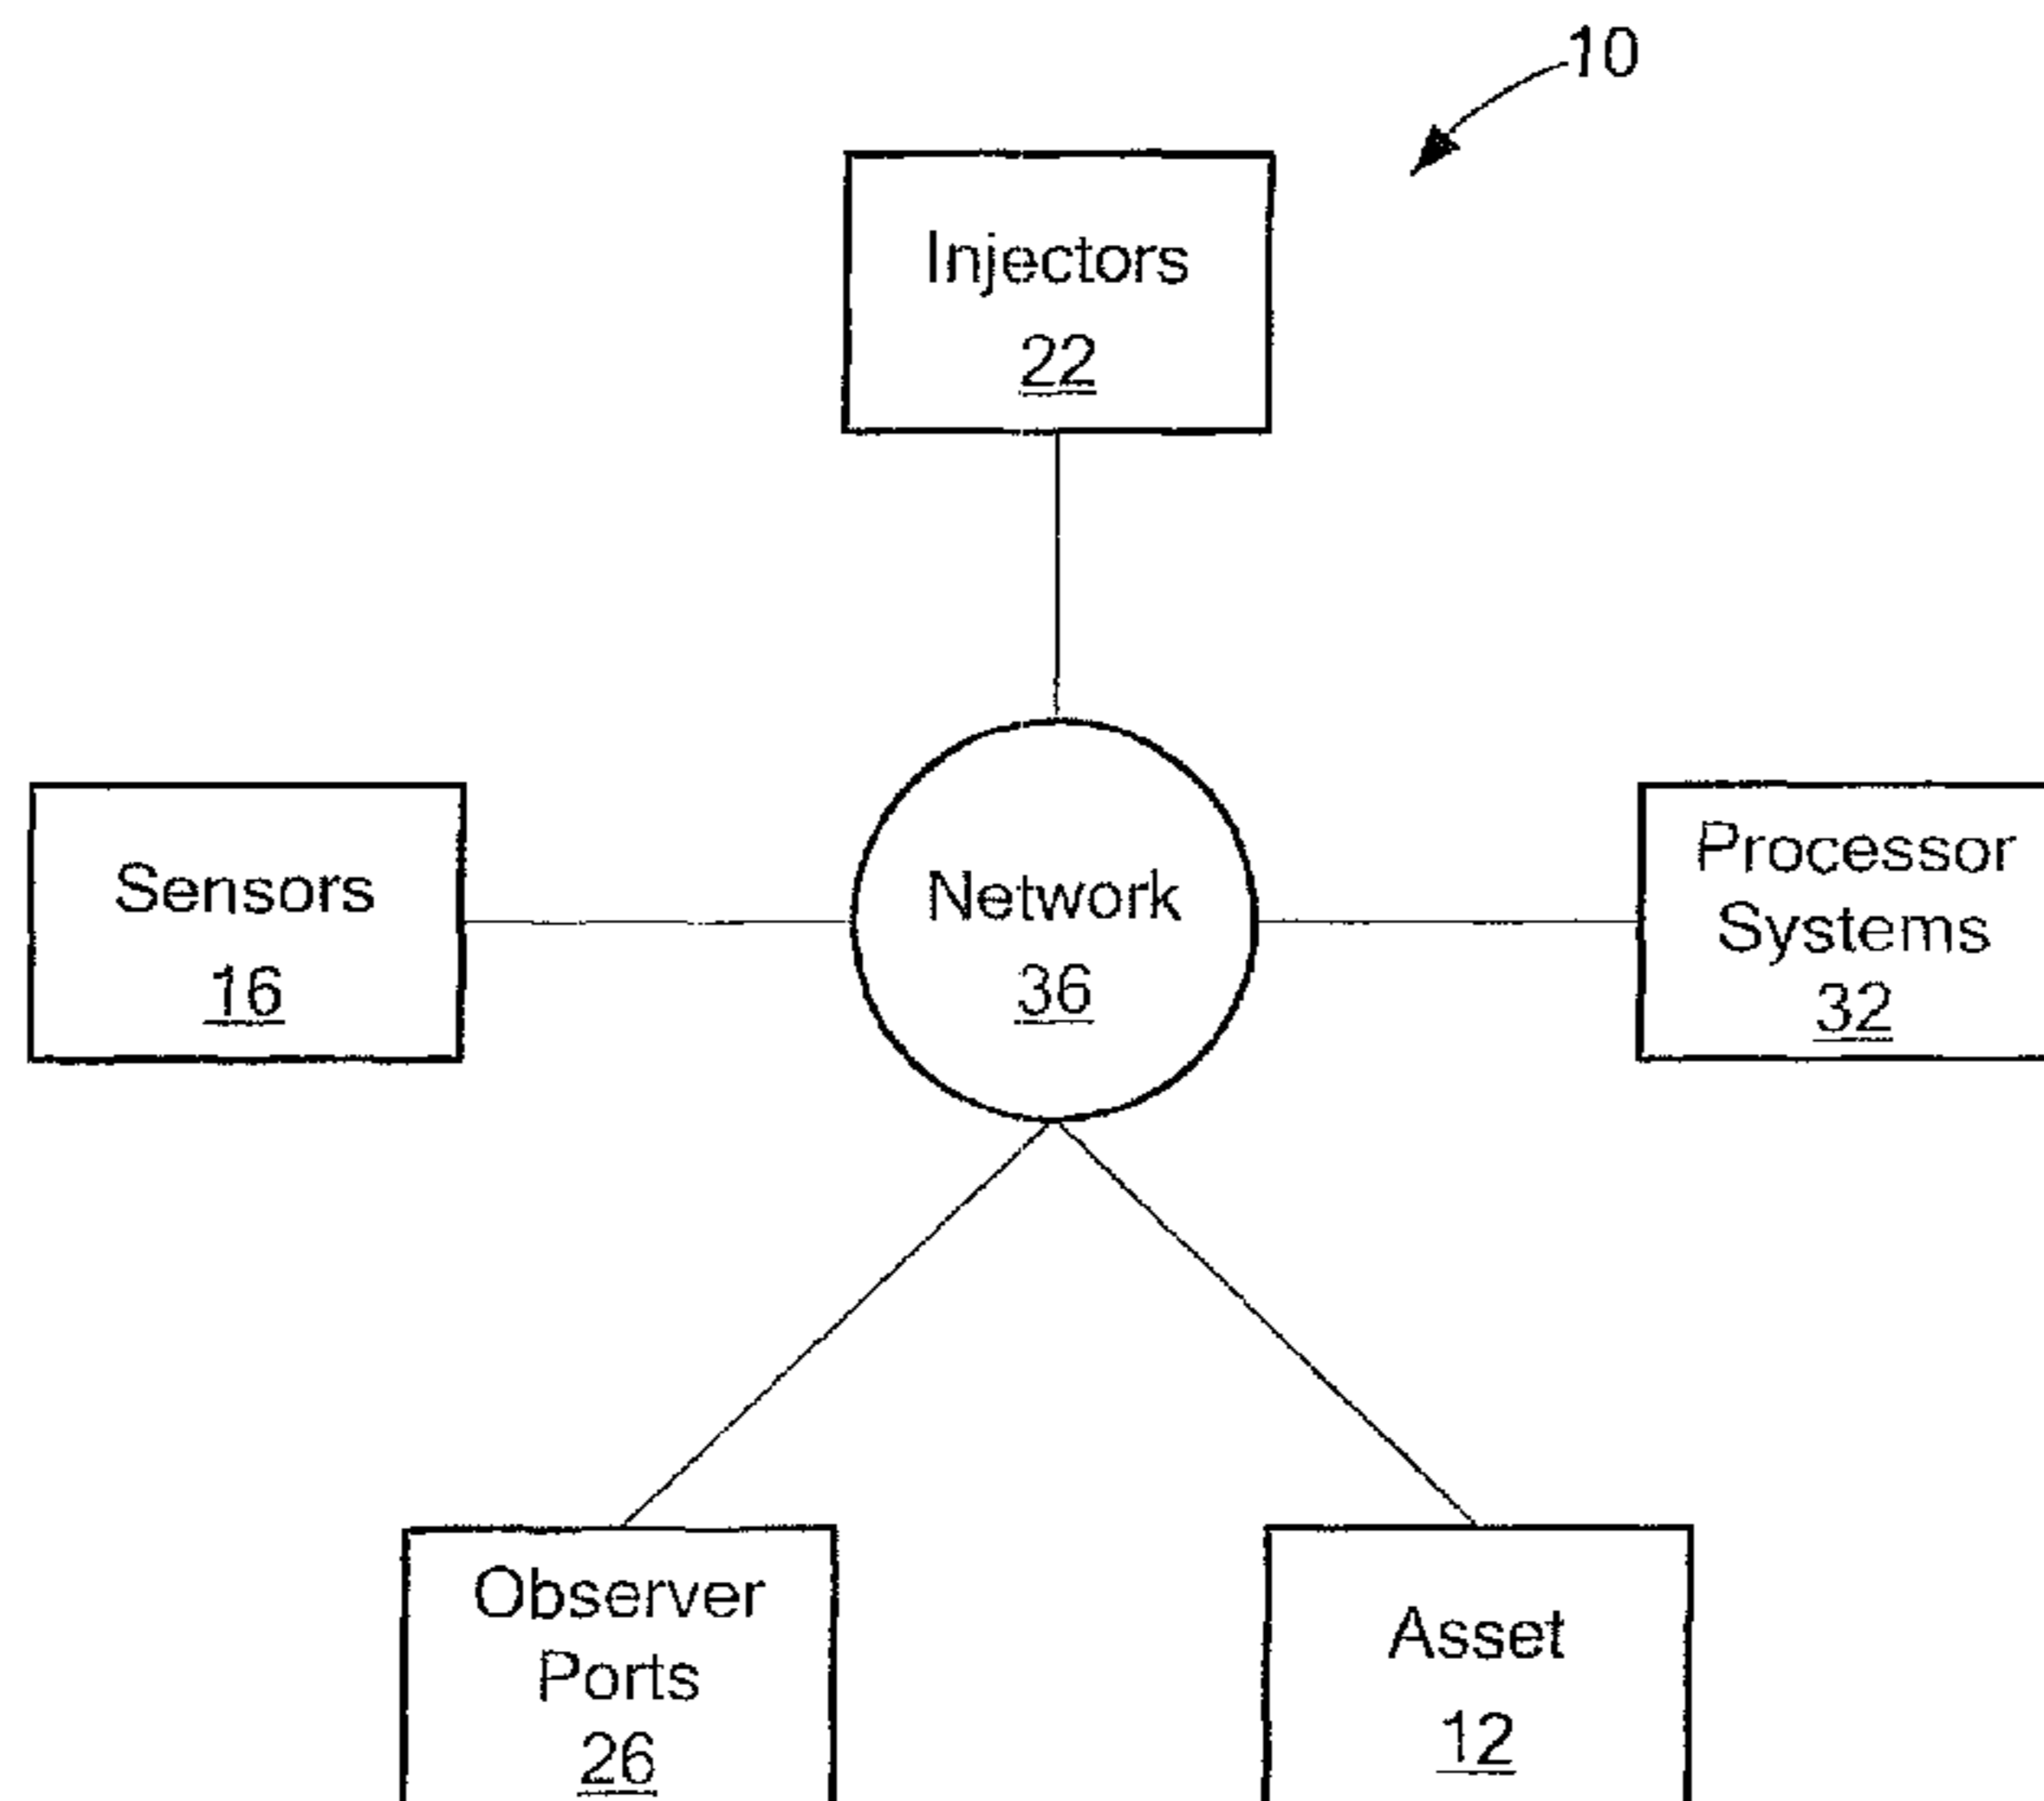 10
Injectors
22
Sensors
16
Network
36
Processor
Systems
32
Observer
Ports
26
Asset
12